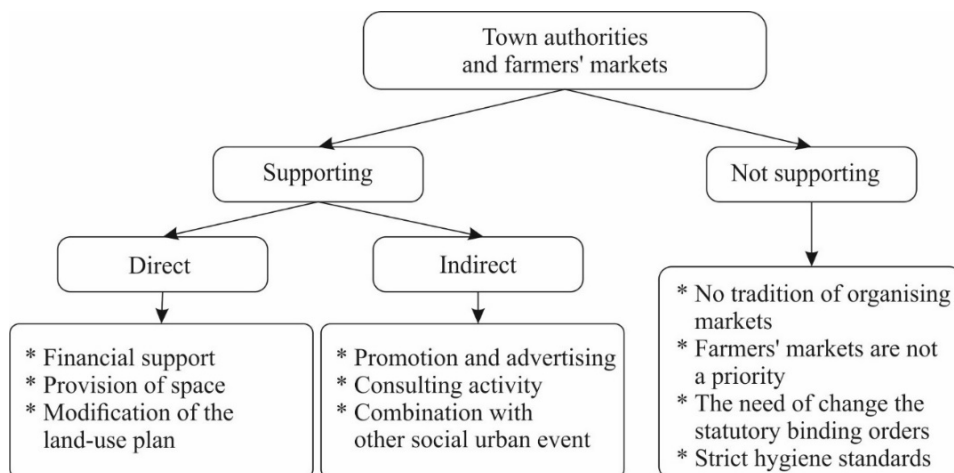 Town authorities
and farmers' markets
Supporting
Not supporting
Direct
Indirect
* Financial support
* Provision of space
* Modification of the
land-use plan
* Promotion and advertising
* Consulting activity
* Combination with
other social urban event
* No tradition of organising
markets
* Farmers' markets are not
a priority
* The need of change the
statutory binding orders
* Strict hygiene standards